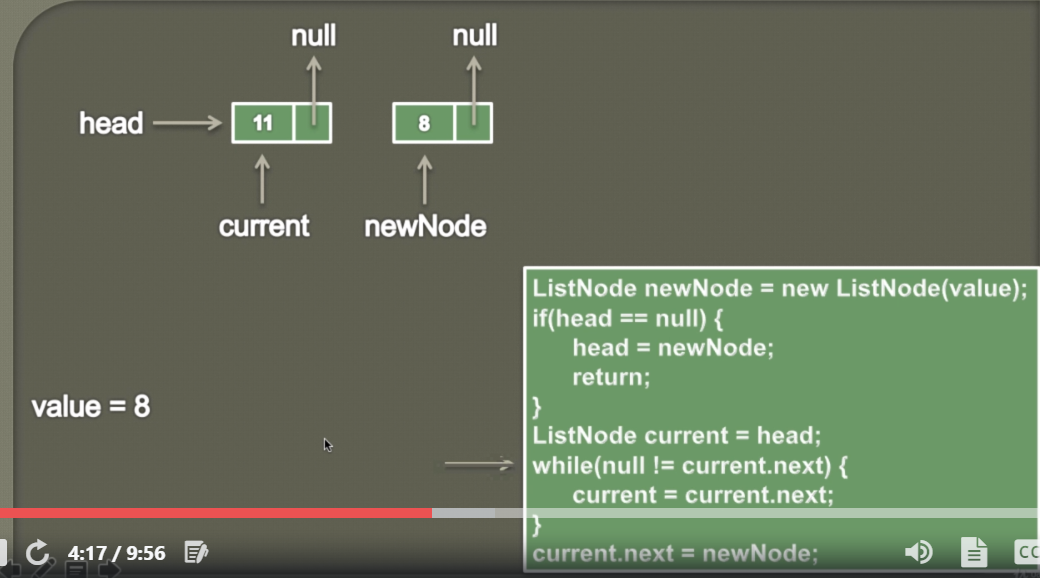 null null
head 11 8
current newNode
ListNode newNode = new ListNode(value);
if(head == null) {
head = newNode;
return;
}
ListNode current = head;
while(null != current.next) {
current = current.next;
}
current.next = newNode;
value = 8
4:17 / 9:56
CC